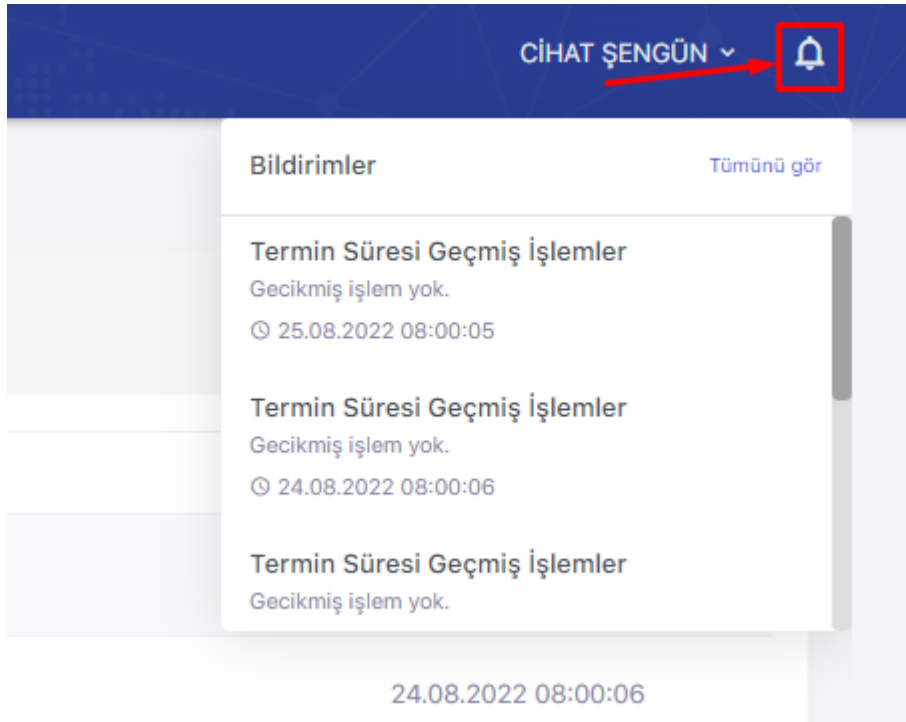 CİHAT ŞENGÜN
Bildirimler Tümünü gör
Termin Süresi Geçmiş İşlemler
Gecikmiş işlem yok.
25.08.2022 08:00:05
Termin Süresi Geçmiş İşlemler
Gecikmiş işlem yok.
24.08.2022 08:00:06
Termin Süresi Geçmiş İşlemler
Gecikmiş işlem yok.
24.08.2022 08:00:06